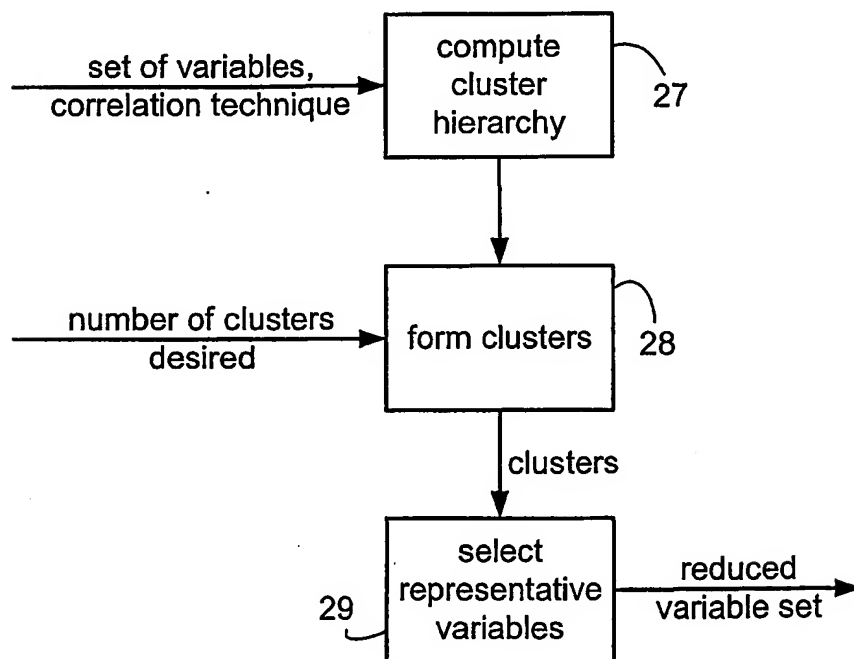 set of variables,
correlation technique
compute
cluster
hierarchy
27
number of clusters
desired
form clusters
28
clusters
select
representative
variables
29
reduced
variable set